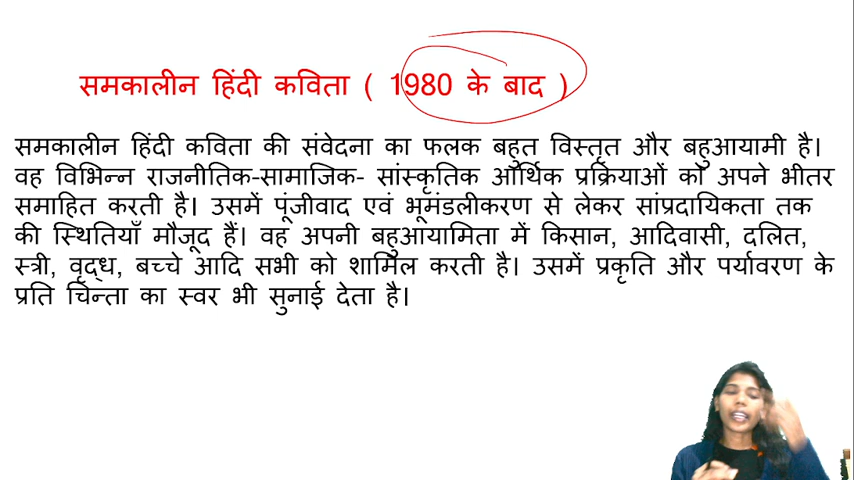 समकालीन हिंदी कविता ( 1980 के बाद )
समकालीन हिंदी कविता की संवेदना का फलक बहुत विस्तृत और बहुआयामी है।
वह विभिन्न राजनीतिक-सामाजिक- सांस्कृतिक आर्थिक प्रक्रियाओं को अपने भीतर
समाहित करती है। उसमें पूंजीवाद एवं भूमंडलीकरण से लेकर सांप्रदायिकता तक
की स्थितियाँ मौजूद हैं। वह अपनी बहुआयामिता में किसान, आदिवासी, दलित,
स्त्री, वृद्ध, बच्चे आदि सभी को शामिल करती है। उसमें प्रकृति और पर्यावरण के
प्रति चिन्ता का स्वर भी सुनाई देता है।